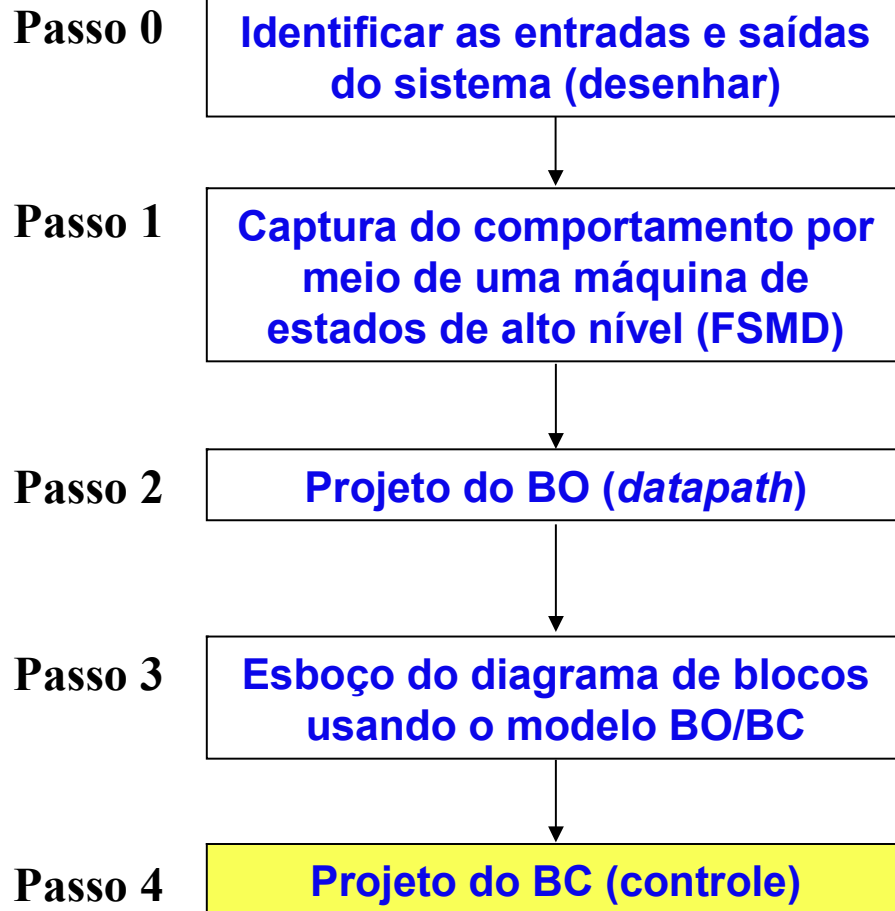 Passo 0
Identificar as entradas e saídas
do sistema (desenhar)
Passo 1
Captura do comportamento por
meio de uma máquina de
estados de alto nível (FSMD)
Passo 2
Projeto do BO (datapath)
Passo 3
Esboço do diagrama de blocos
usando o modelo BO/BC
Passo 4
Projeto do BC (controle)